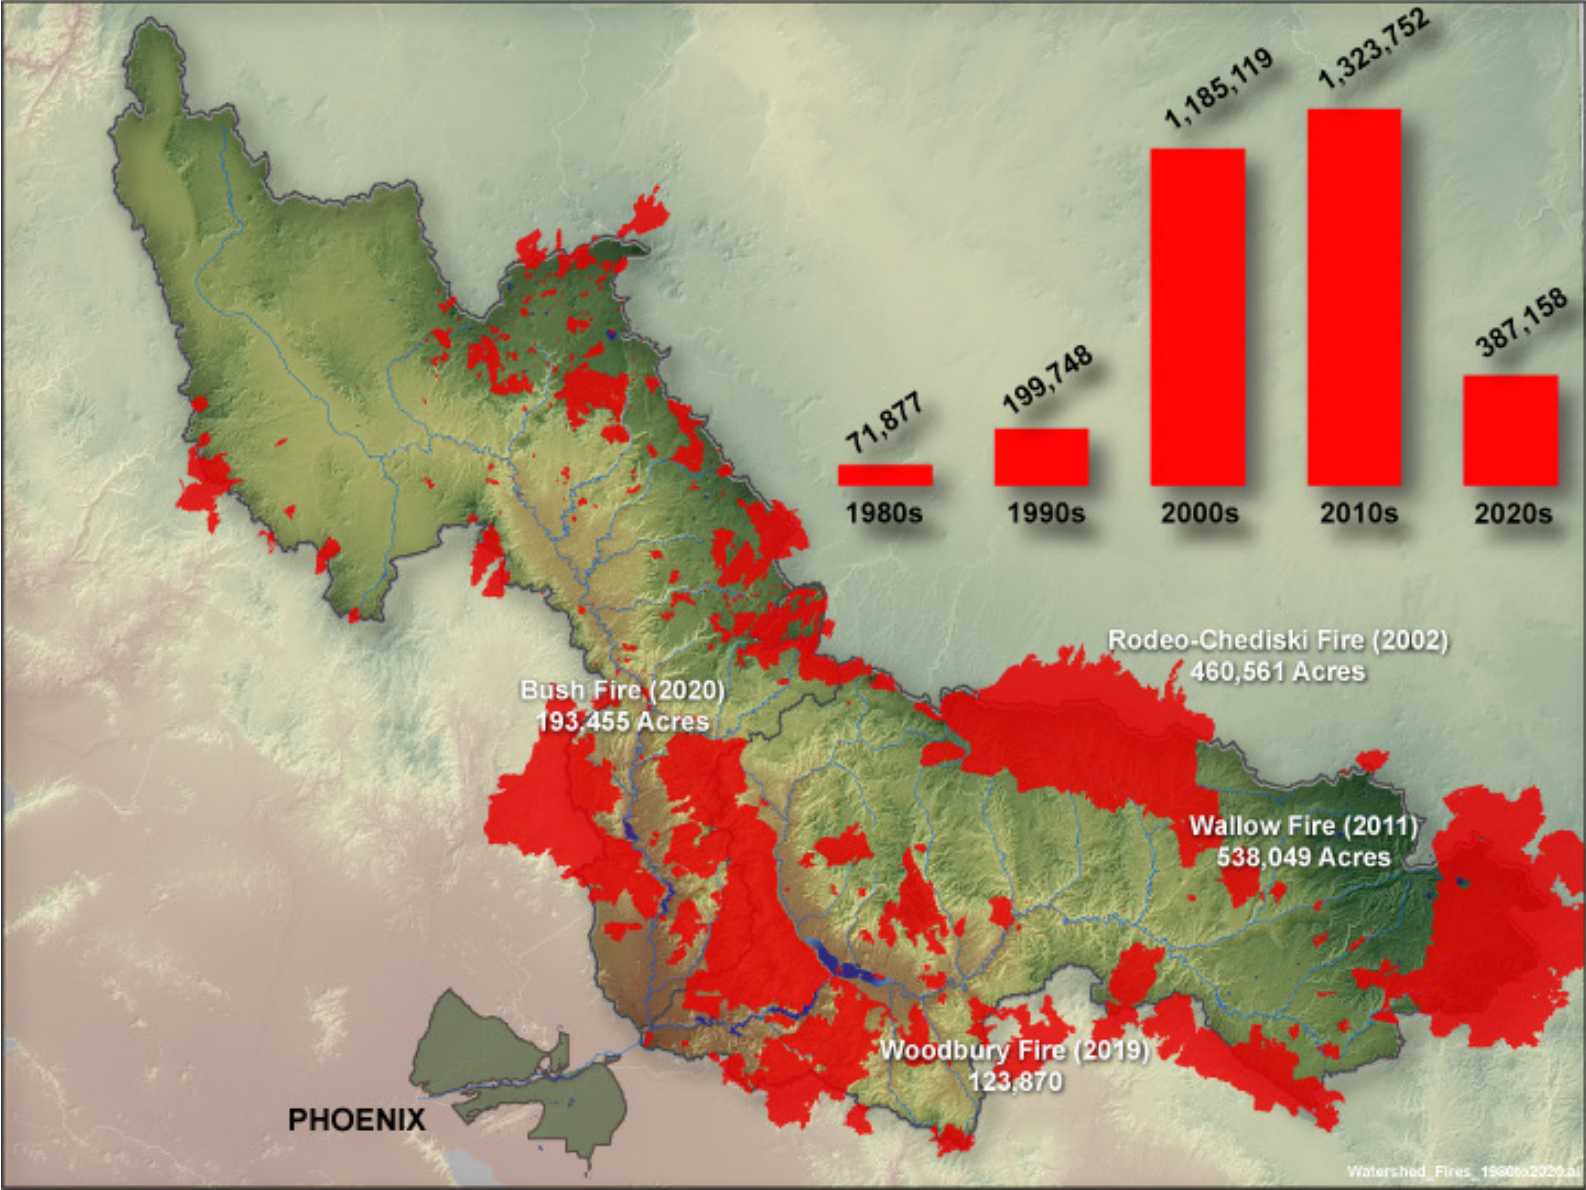 1,323,752
1,185,119
387,158
199,748
71,877
1980s
1990s
2000s
2010s
2020s
Rodeo-Chediski Fire (2002)
460,561 Acres
Bush Fire (2020)
193,455 Acres
Wallow Fire (2011)
538,049 Acres
Woodbury Fire (2019)
123,870
PHOENIX
Watershed_Fires_1980to2020.ai